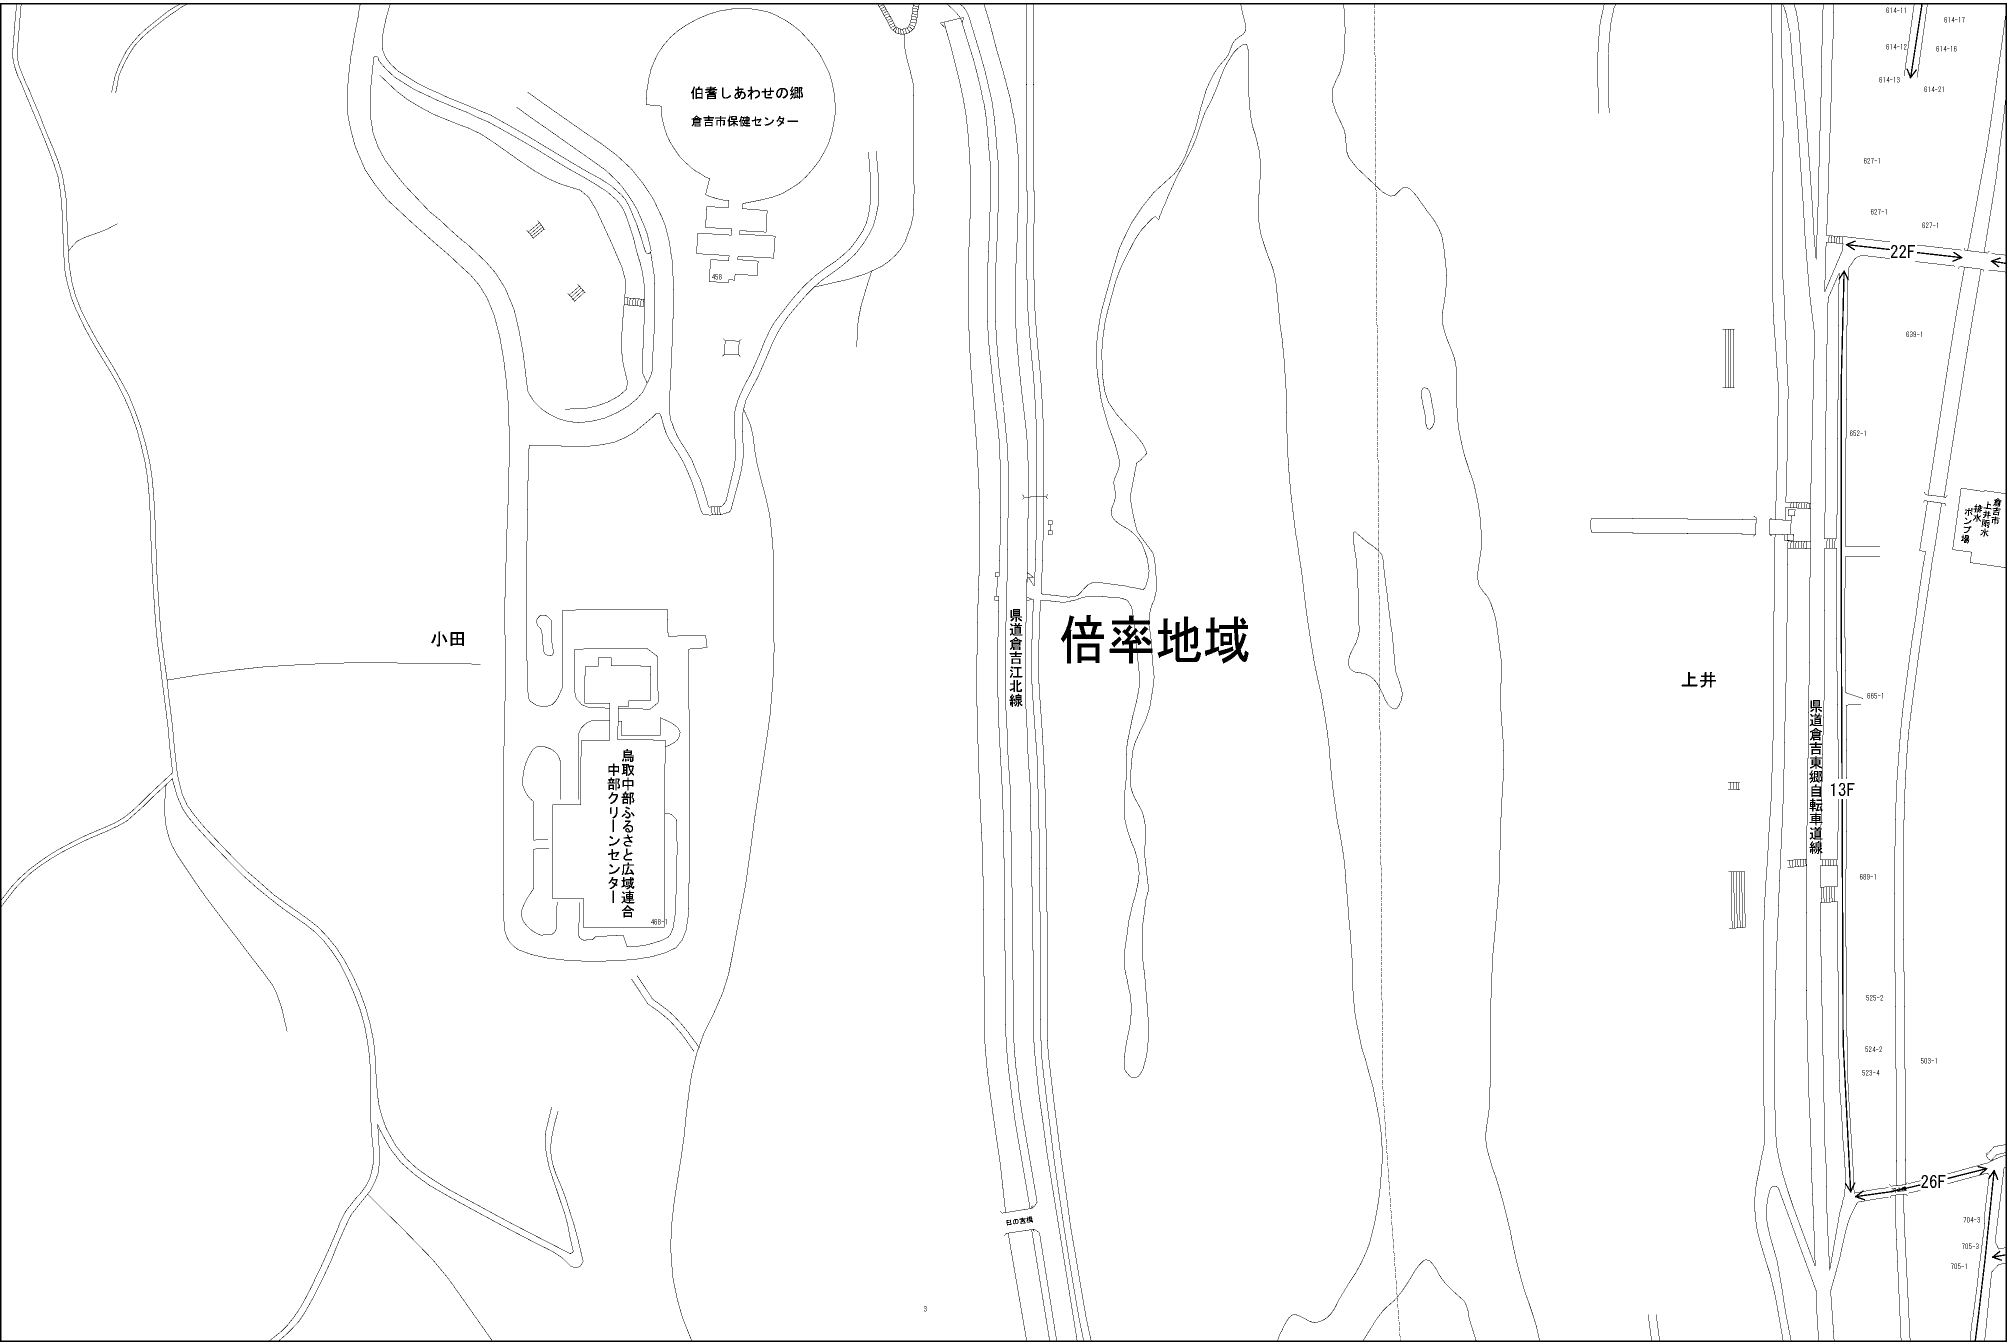 伯耆しあわせの郷
倉吉市保健センター
456
小田
鳥取中部ふるさと広域連合
中部クリーンセンター
468-1
県道倉吉江北線
倍率地域
日の宮橋
3
上井
県道倉吉東郷自転車道線
614-11
614-17
614-12
614-16
614-13
614-21
627-1
627-1
627-1
22F
639-1
652-1
倉吉市
上井雨水
排水
ポンプ場
665-1
13F
689-1
525-2
524-2
503-1
523-4
26F
704-3
705-3
705-1